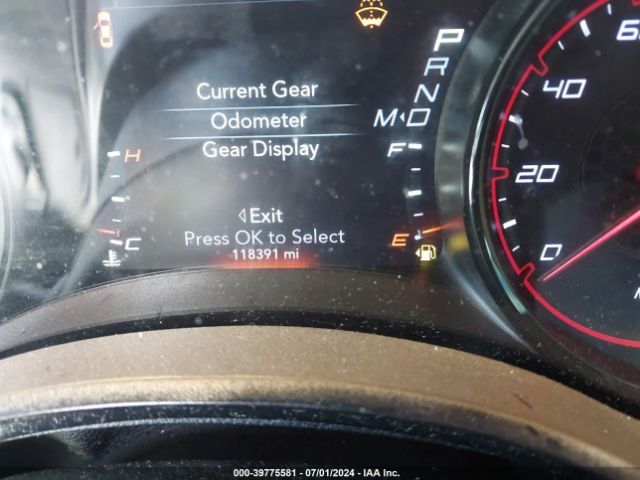 P
R
N
M◁D
Current Gear
Odometer
Gear Display
H
F
◁Exit
Press OK to Select
C
E
118391 mi
60
40
20
0
000-39775581 - 07/01/2024 - IAA Inc.